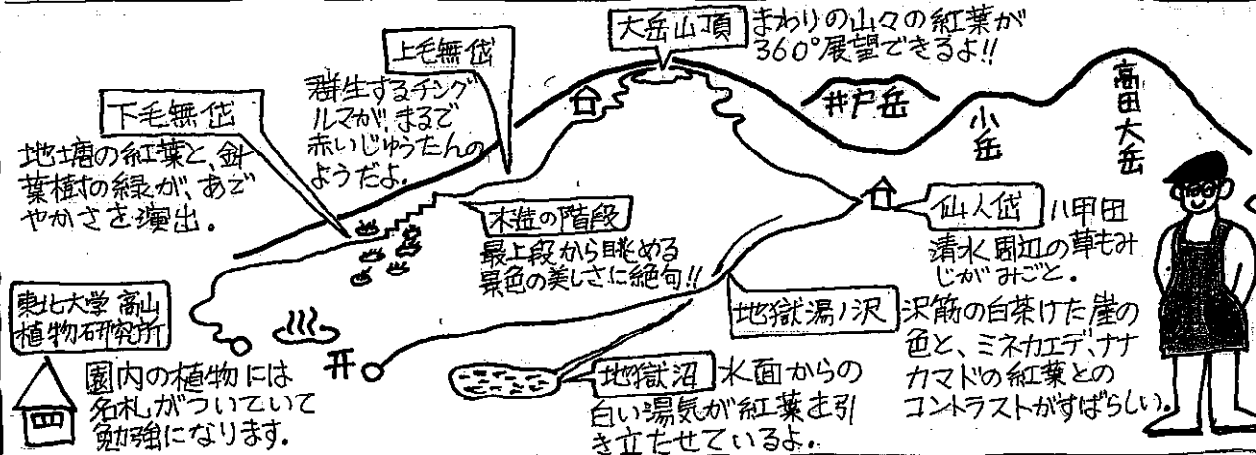 大岳山頂
まわりの山々の紅葉が
360°展望できるよ!!
上毛無岱
群生するチング
ルマが、まるで
赤いじゅうたんの
ようだよ.
下毛無岱
地塘の紅葉と、針
葉樹の緑が、あで
やかさを演出。
井戸岳
小岳
高田大岳
木道の階段
最上段から眺める
景色の美しさに絶句!!
仙人岱
八甲田
清水周辺の草もみ
じがみごと.
地獄湯ノ沢
沢筋の白茶けた崖の
色と、ミネカエデ、ナナ
カマドの紅葉との
コントラストがすばらしい.
地獄沼
水面からの
白い湯気が紅葉を引
き立たせているよ.
東北大学 高山
植物研究所
園内の植物には
名札がついていて
勉強になります.